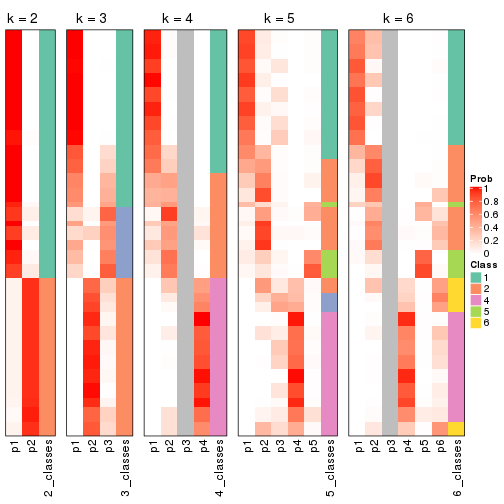 k = 2
k = 3
k = 4
k = 5
k = 6
Prob
1
0.8
0.6
0.4
0.2
0
Class
1
2
4
5
6
p1
p2
2_classes
p1
p2
p3
3_classes
p1
p2
p3
p4
4_classes
p1
p2
p3
p4
p5
5_classes
p1
p2
p3
p4
p5
p6
6_classes